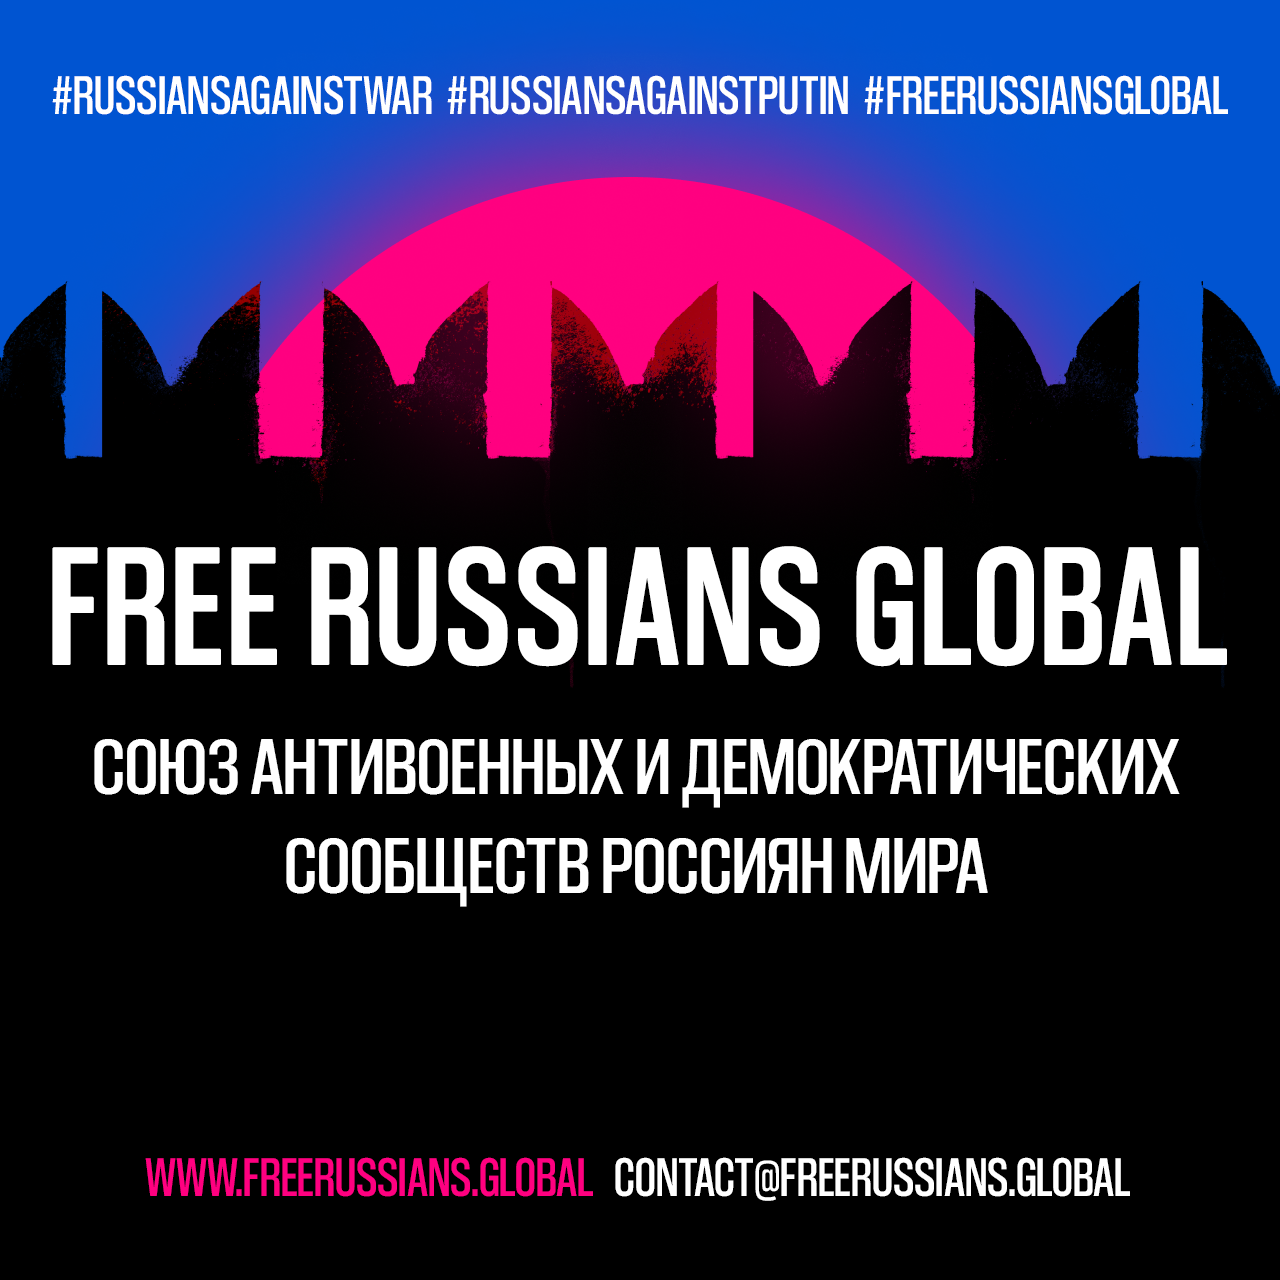 #RUSSIANSAGAINSTWAR #RUSSIANSAGAINSTPUTIN #FREERUSSIANSGLOBAL
FREE RUSSIANS GLOBAL
СОЮЗ АНТИВОЕННЫХ И ДЕМОКРАТИЧЕСКИХ
СООБЩЕСТВ РОССИЯН МИРА
WWW.FREERUSSIANS.GLOBAL CONTACT@FREERUSSIANS.GLOBAL